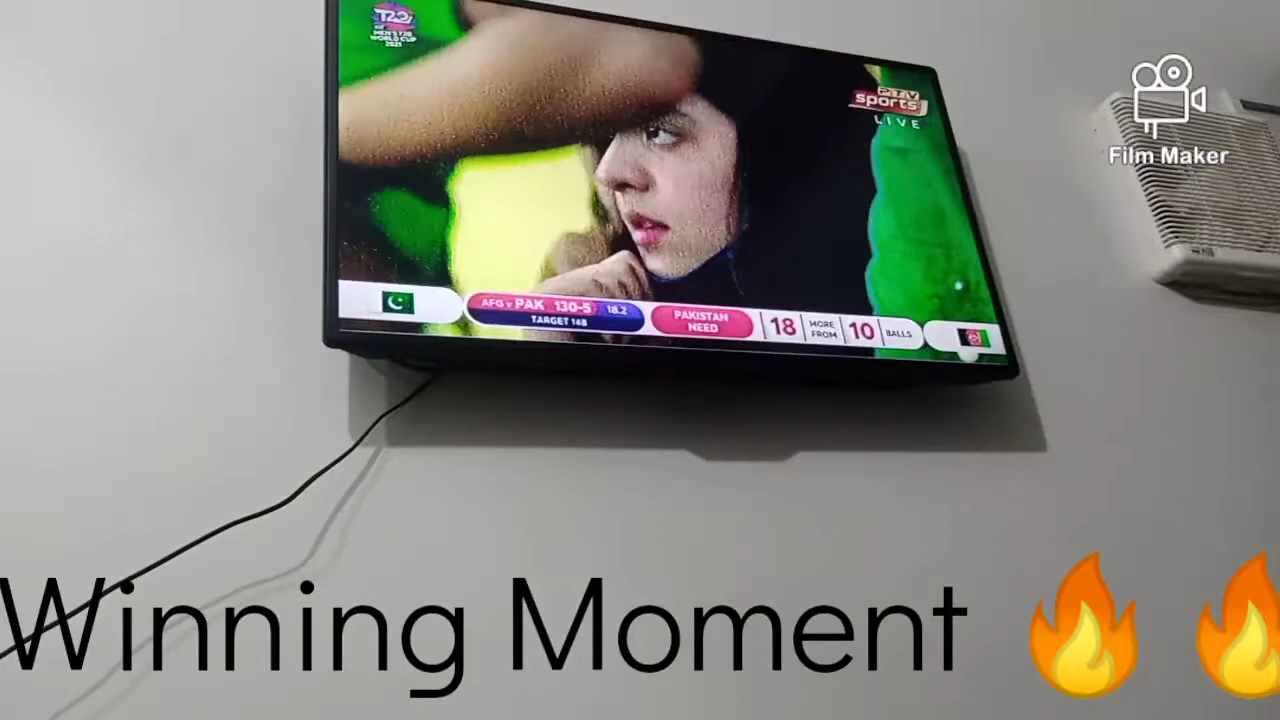 T20
MEN'S T20
WORLD CUP
2021
PTV
sports
LIVE
Film Maker
AFG v PAK 130-5 18.2
TARGET 148
PAKISTAN
NEED
18 MORE
FROM 10 BALLS
Winning Moment 🔥 🔥